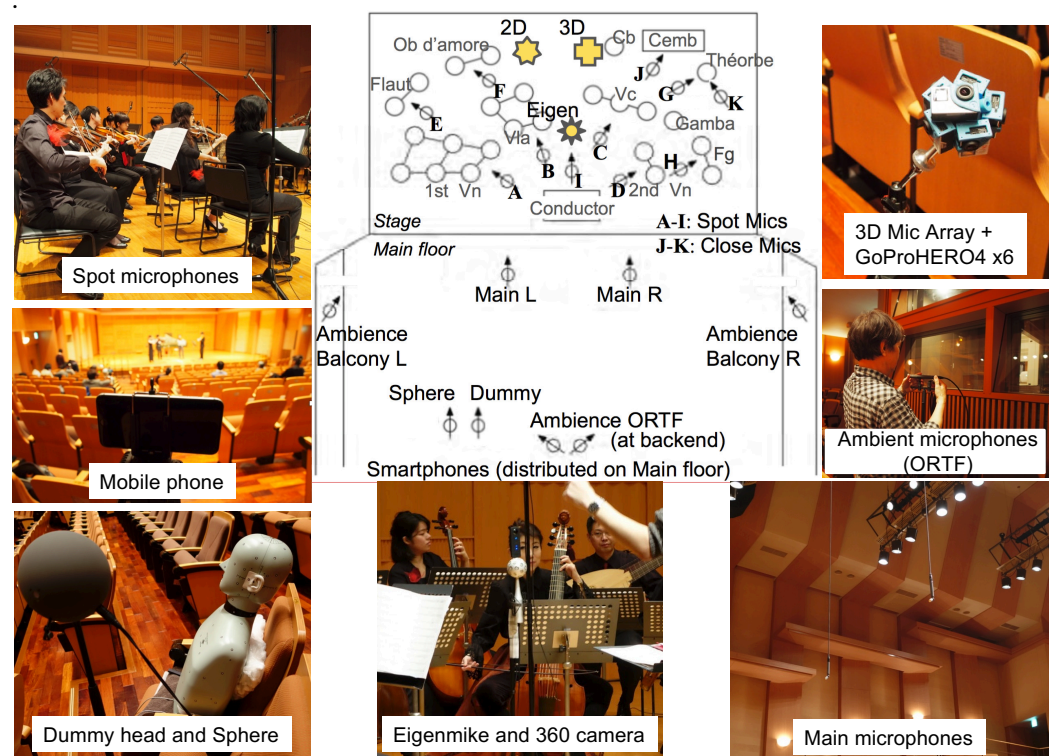 .
2D
3D
Cb
Cemb
Ob d'amore
Théorbe
Flaut
F
J
G
K
Vc
Eigen
E
Gamba
Vla
C
Fg
B
H
I
A
D
1st Vn
2nd Vn
Conductor
Stage
A-I: Spot Mics
Main floor
J-K: Close Mics
Main L
Main R
Ambience
Balcony L
Ambience
Balcony R
Sphere
Dummy
Ambience ORTF
(at backend)
Smartphones (distributed on Main floor)
Spot microphones
3D Mic Array +
GoProHERO4 x6
Mobile phone
Ambient microphones
(ORTF)
Dummy head and Sphere
Eigenmike and 360 camera
Main microphones